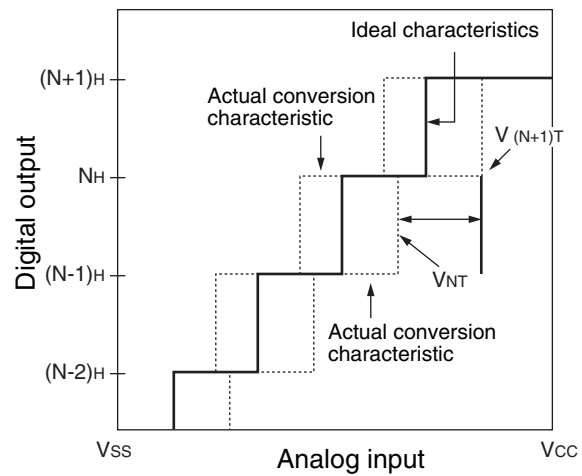 Ideal characteristics
(N+1)H
Actual conversion
characteristic
V (N+1)T
NH
Digital output
(N-1)H
VNT
Actual conversion
characteristic
(N-2)H
VSS
Analog input
VCC